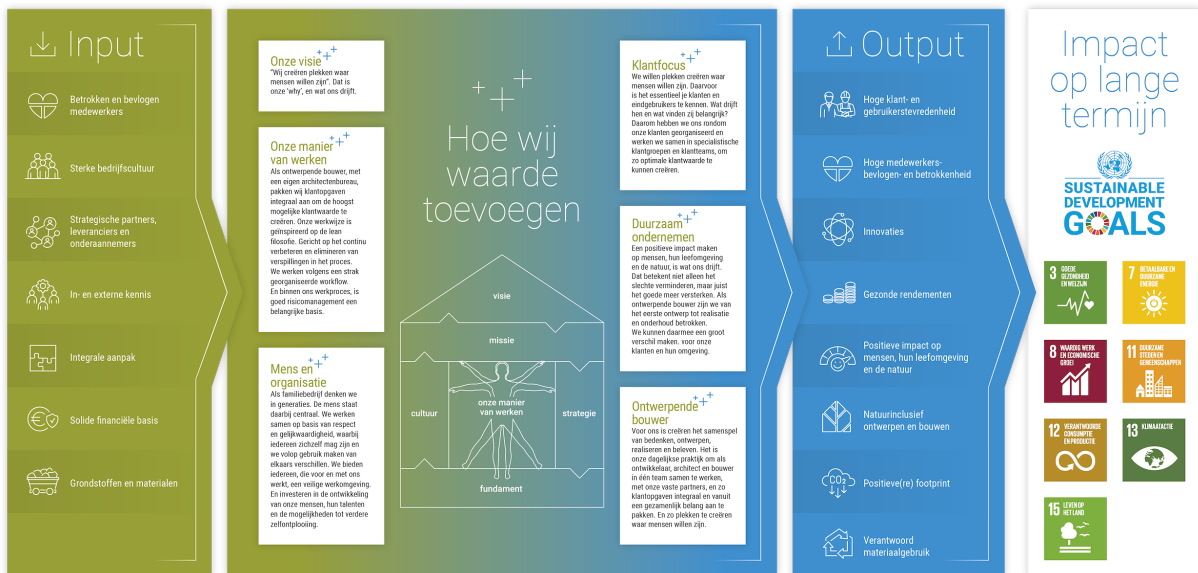 Input
Betrokken en bevlogen
medewerkers
Sterke bedrijfscultuur
Strategische partners,
leveranciers en
onderaannemers
In- en externe kennis
Integrale aanpak
Solide financiële basis
Grondstoffen en materialen
Onze visie
"Wij creëren plekken waar
mensen willen zijn". Dat is
onze 'why', en wat ons drijft.
Onze manier
van werken
Als ontwerpende bouwer, met
een eigen architectenbureau,
pakken wij klantopgaven
integraal aan om de hoogst
mogelijke klantwaarde te
creëren. Onze werkwijze is
geïnspireerd op de lean
filosofie. Gericht op het continu
verbeteren en elimineren van
verspillingen in het proces.
We werken volgens een strak
georganiseerde workflow.
En binnen ons werkproces, is
goed risicomanagement een
belangrijke basis.
Mens en
organisatie
Als familiebedrijf denken we
in generaties. De mens staat
daarbij centraal. We werken
samen op basis van respect
en gelijkwaardigheid, waarbij
iedereen zichzelf mag zijn en
we volop gebruik maken van
elkaars verschillen. We bieden
iedereen, die voor en met ons
werkt, een veilige werkomgeving.
En investeren in de ontwikkeling
van onze mensen, hun talenten
en de mogelijkheden tot verdere
zelfontplooiing.
Hoe wij
waarde
toevoegen
visie
missie
cultuur
onze manier
van werken
strategie
fundament
Klantfocus
We willen plekken creëren waar
mensen willen zijn. Daarvoor
is het essentieel je klanten en
eindgebruikers te kennen. Wat drijft
hen en wat vinden zij belangrijk?
Daarom hebben we ons rondom
onze klanten georganiseerd en
werken we samen in specialistische
klantgroepen en klantteams, om
zo optimale klantwaarde te
kunnen creëren.
Duurzaam
ondernemen
Een positieve impact maken
op mensen, hun leefomgeving
en de natuur, is wat ons drijft.
Dat betekent niet alleen het
slechte verminderen, maar juist
het goede meer versterken. Als
ontwerpende bouwer zijn we van
het eerste ontwerp tot realisatie
en onderhoud betrokken.
We kunnen daarmee een groot
verschil maken. voor onze
klanten en hun omgeving.
Ontwerpende
bouwer
Voor ons is creëren het samenspel
van bedenken, ontwerpen,
realiseren en beleven. Het is
onze dagelijkse praktijk om als
ontwikkelaar, architect en bouwer
in één team samen te werken,
met onze vaste partners, en zo
klantopgaven integraal en vanuit
een gezamenlijk belang aan te
pakken. En zo plekken te creëren
waar mensen willen zijn.
Output
Hoge klant- en
gebruikerstevredenheid
Hoge medewerkers-
bevlogen- en betrokkenheid
Innovaties
Gezonde rendementen
Positieve impact op
mensen, hun leefomgeving
en de natuur
Natuurinclusief
ontwerpen en bouwen
CO2
Positieve(re) footprint
Verantwoord
materiaalgebruik
Impact
op lange
termijn
SUSTAINABLE
DEVELOPMENT
GOALS
3 GOEDE
GEZONDHEID
EN WELZIJN
7 BETAALBARE EN
DUURZAME
ENERGIE
8 WAARDIG WERK
EN ECONOMISCHE
GROEI
11 DUURZAME
STEDEN EN
GEMEENSCHAPPEN
12 VERANTWOORDE
CONSUMPTIE
EN PRODUCTIE
13 KLIMAATACTIE
15 LEVEN OP
HET LAND